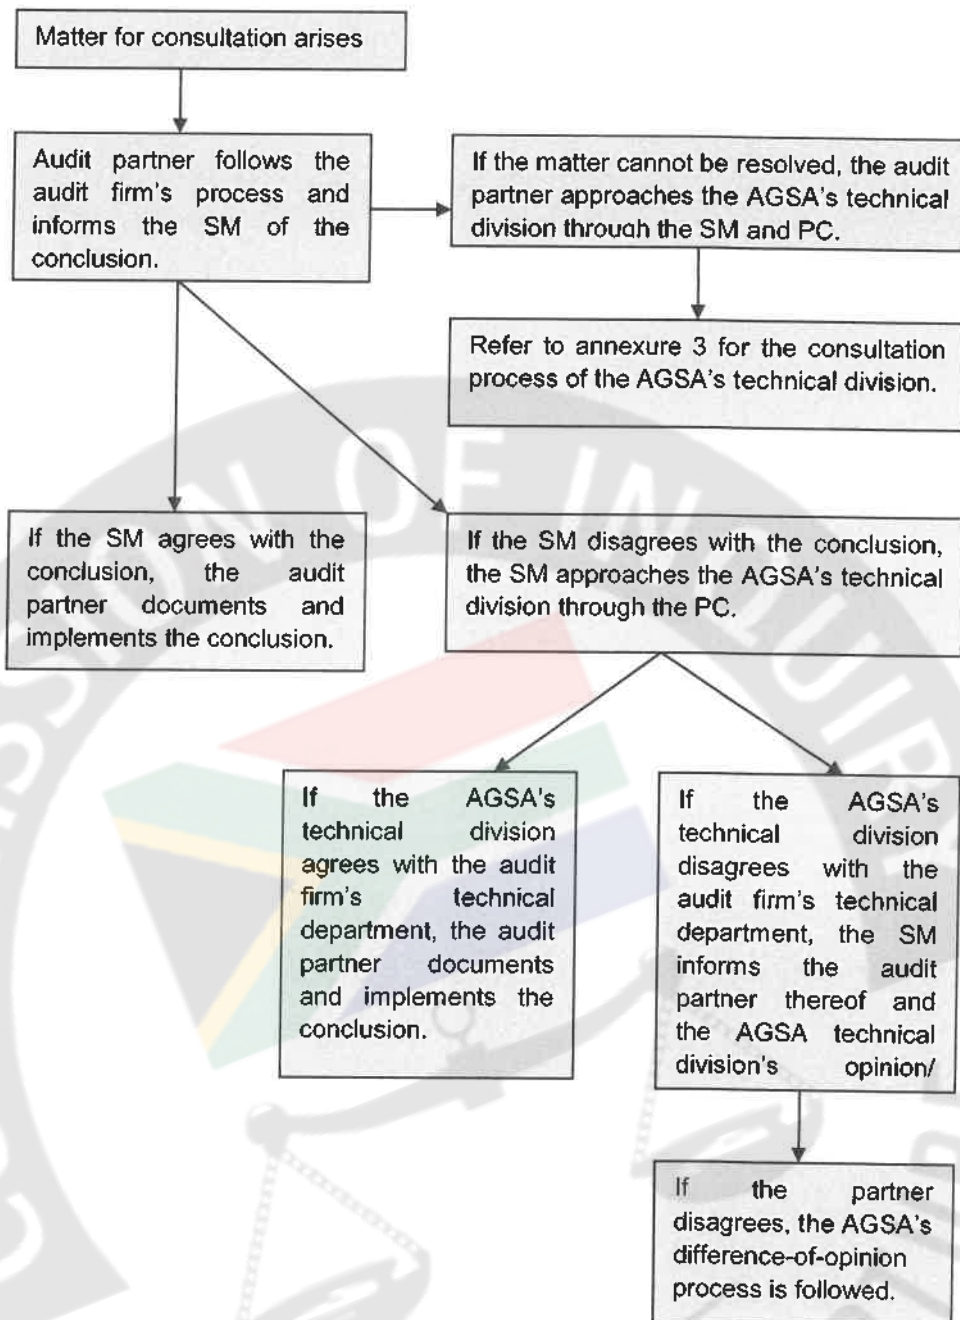 Matter for consultation arises
Audit partner follows the
audit firm's process and
informs the SM of the
conclusion.
If the matter cannot be resolved, the audit
partner approaches the AGSA's technical
division through the SM and PC.
Refer to annexure 3 for the consultation
process of the AGSA's technical division.
If the SM agrees with the
conclusion, the audit
partner documents and
implements the conclusion.
If the SM disagrees with the conclusion,
the SM approaches the AGSA's technical
division through the PC.
If the AGSA's
technical division
agrees with the audit
firm's technical
department, the audit
partner documents
and implements the
conclusion.
If the AGSA's
technical division
disagrees with the
audit firm's technical
department, the SM
informs the audit
partner thereof and
the AGSA technical
division's opinion/
If the partner
disagrees, the AGSA's
difference-of-opinion
process is followed.
OF INQUIR